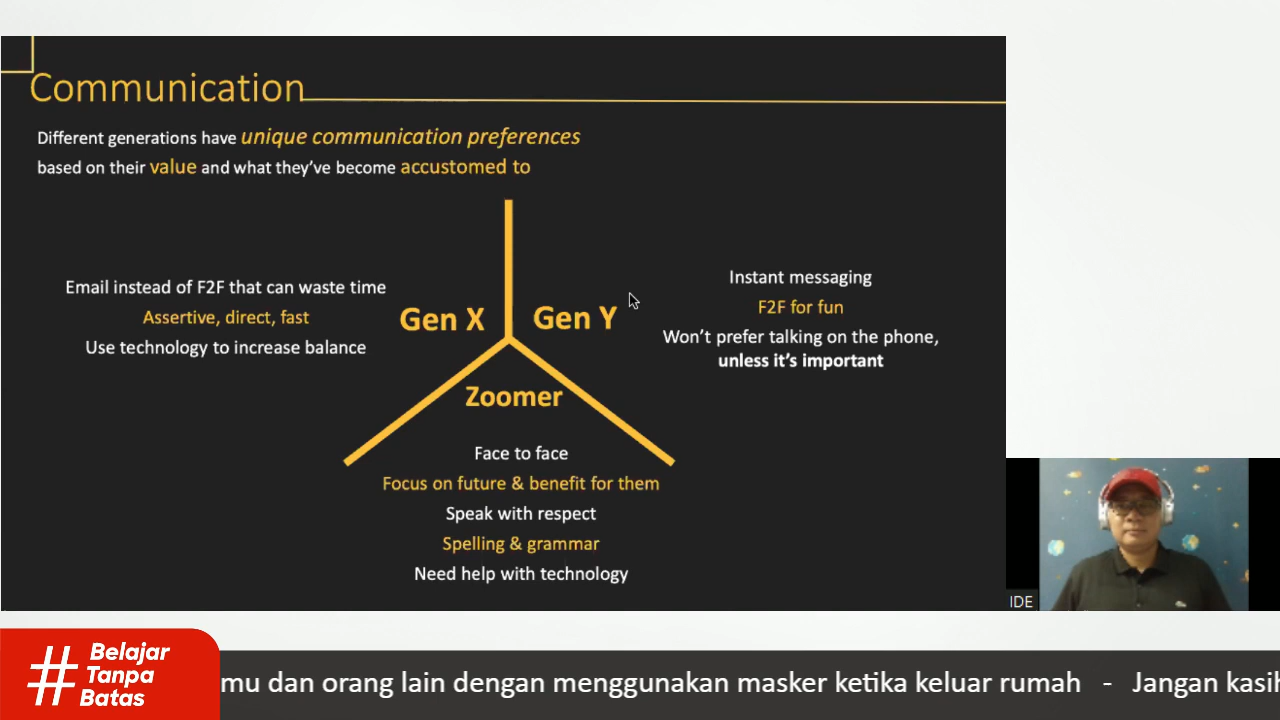 Communication
Different generations have unique communication preferences
based on their value and what they've become accustomed to
Email instead of F2F that can waste time
Assertive, direct, fast
Use technology to increase balance
Gen X
Gen Y
Instant messaging
F2F for fun
Won't prefer talking on the phone,
unless it's important
Zoomer
Face to face
Focus on future & benefit for them
Speak with respect
Spelling & grammar
Need help with technology
IDE
# Belajar
Tanpa
Batas
mu dan orang lain dengan menggunakan masker ketika keluar rumah - Jangan kasih